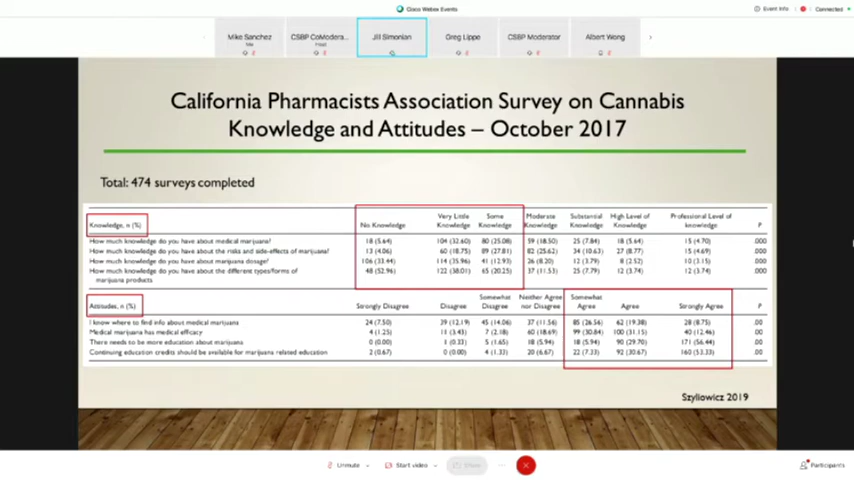 Cisco Webex Events
Event Info Connected
Mike Sanchez
Me
CSBP CoModera...
Host
Jill Simonian
Greg Lippe
CSBP Moderator
Albert Wong
California Pharmacists Association Survey on Cannabis
Knowledge and Attitudes – October 2017
Total: 474 surveys completed
Knowledge, n (%) No Knowledge Very Little Knowledge Some Knowledge Moderate Knowledge Substantial Knowledge High Level of Knowledge Professional Level of knowledge P
How much knowledge do you have about medical marijuana? 18 (5.64) 104 (32.60) 80 (25.08) 59 (18.50) 25 (7.84) 18 (5.64) 15 (4.70) .000
How much knowledge do you have about the risks and side-effects of marijuana? 13 (4.06) 60 (18.75) 89 (27.81) 82 (25.62) 34 (10.63) 27 (8.77) 15 (4.69) .000
How much knowledge do you have about marijuana dosage? 106 (33.44) 114 (35.96) 41 (12.93) 26 (8.20) 12 (3.79) 8 (2.52) 10 (3.15) .000
How much knowledge do you have about the different types/forms of 48 (52.96) 122 (38.01) 65 (20.25) 37 (11.53) 25 (7.79) 12 (3.74) 12 (3.74) .000
marijuana products
Attitudes, n (%) Strongly Disagree Disagree Somewhat Disagree Neither Agree nor Disagree Somewhat Agree Agree Strongly Agree P
I know where to find info about medical marijuana 24 (7.50) 39 (12.19) 45 (14.06) 37 (11.56) 85 (26.56) 62 (19.38) 28 (8.75) .00
Medical marijuana has medical efficacy 4 (1.25) 11 (3.43) 7 (2.18) 60 (18.69) 99 (30.84) 100 (31.15) 40 (12.46) .00
There needs to be more education about marijuana 0 (0.00) 1 (0.33) 5 (1.65) 18 (5.94) 18 (5.94) 90 (29.70) 171 (56.44) .00
Continuing education credits should be available for marijuana related education 2 (0.67) 0 (0.00) 4 (1.33) 20 (6.67) 22 (7.33) 92 (30.67) 160 (53.33) .00
Szyliowicz 2019
Unmute Start video Share Participants